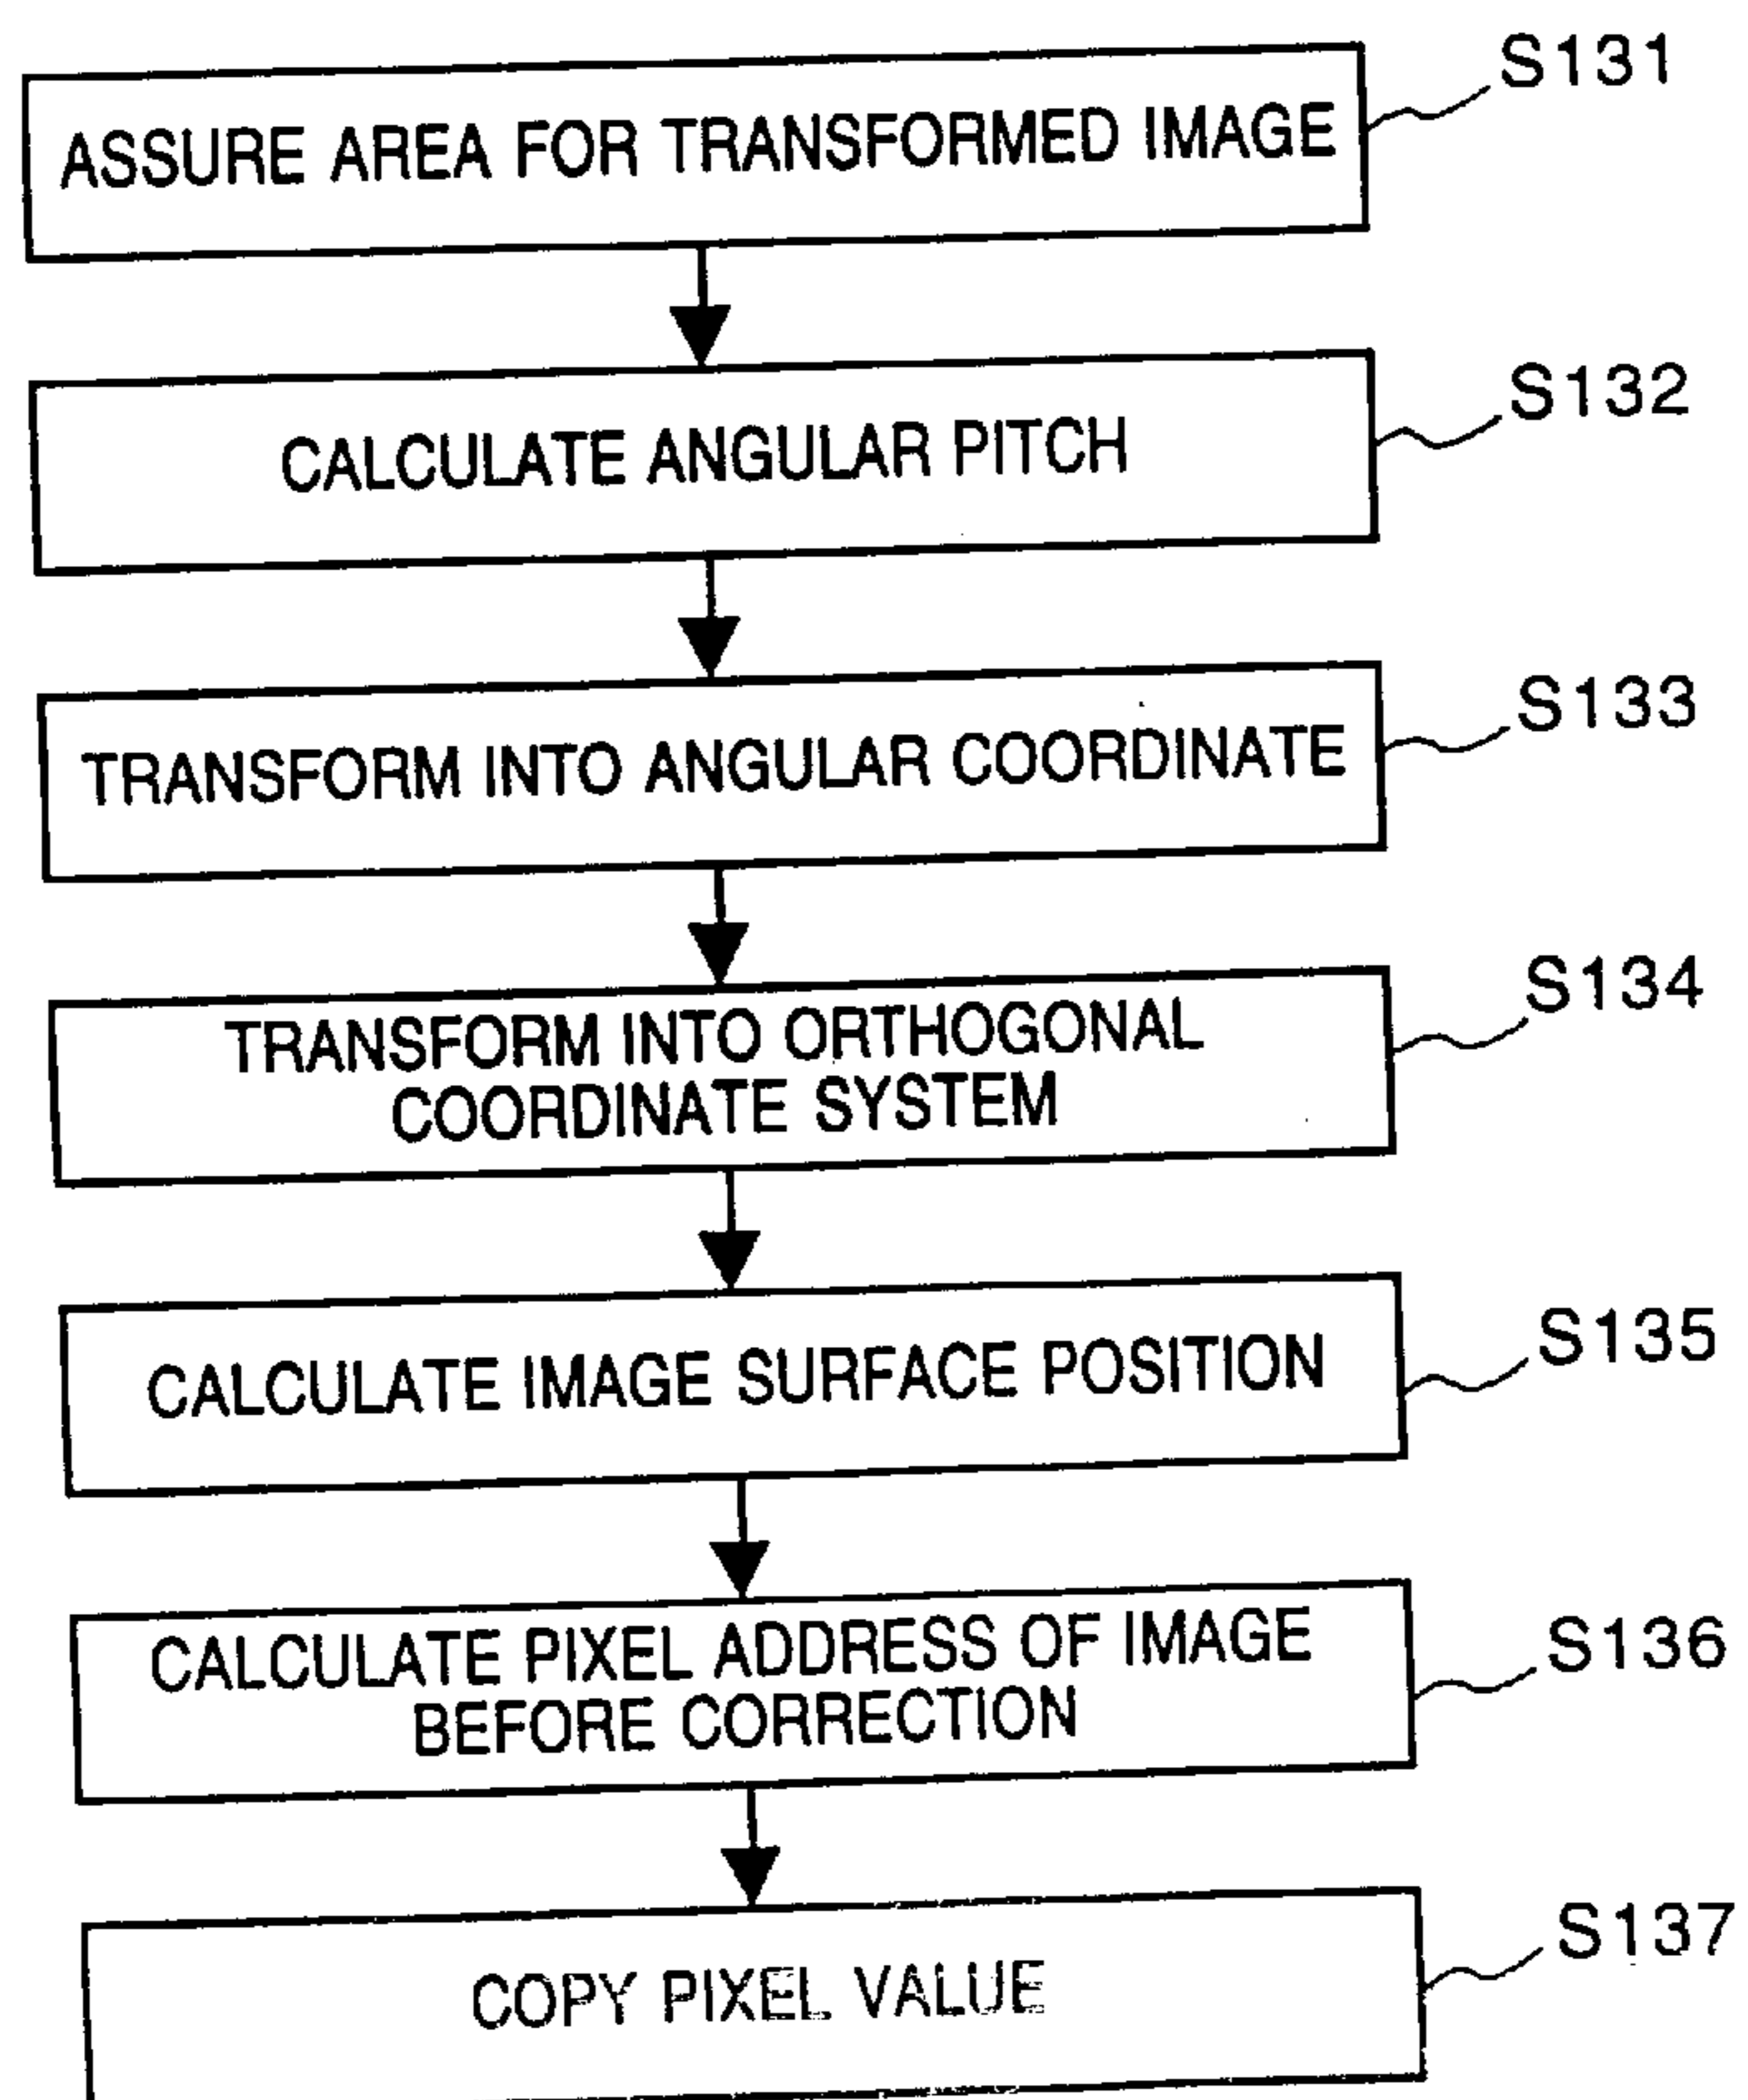 S131
ASSURE AREA FOR TRANSFORMED IMAGE
S132
CALCULATE ANGULAR PITCH
S133
TRANSFORM INTO ANGULAR COORDINATE
S134
TRANSFORM INTO ORTHOGONAL
COORDINATE SYSTEM
S135
CALCULATE IMAGE SURFACE POSITION
S136
CALCULATE PIXEL ADDRESS OF IMAGE
BEFORE CORRECTION
S137
COPY PIXEL VALUE